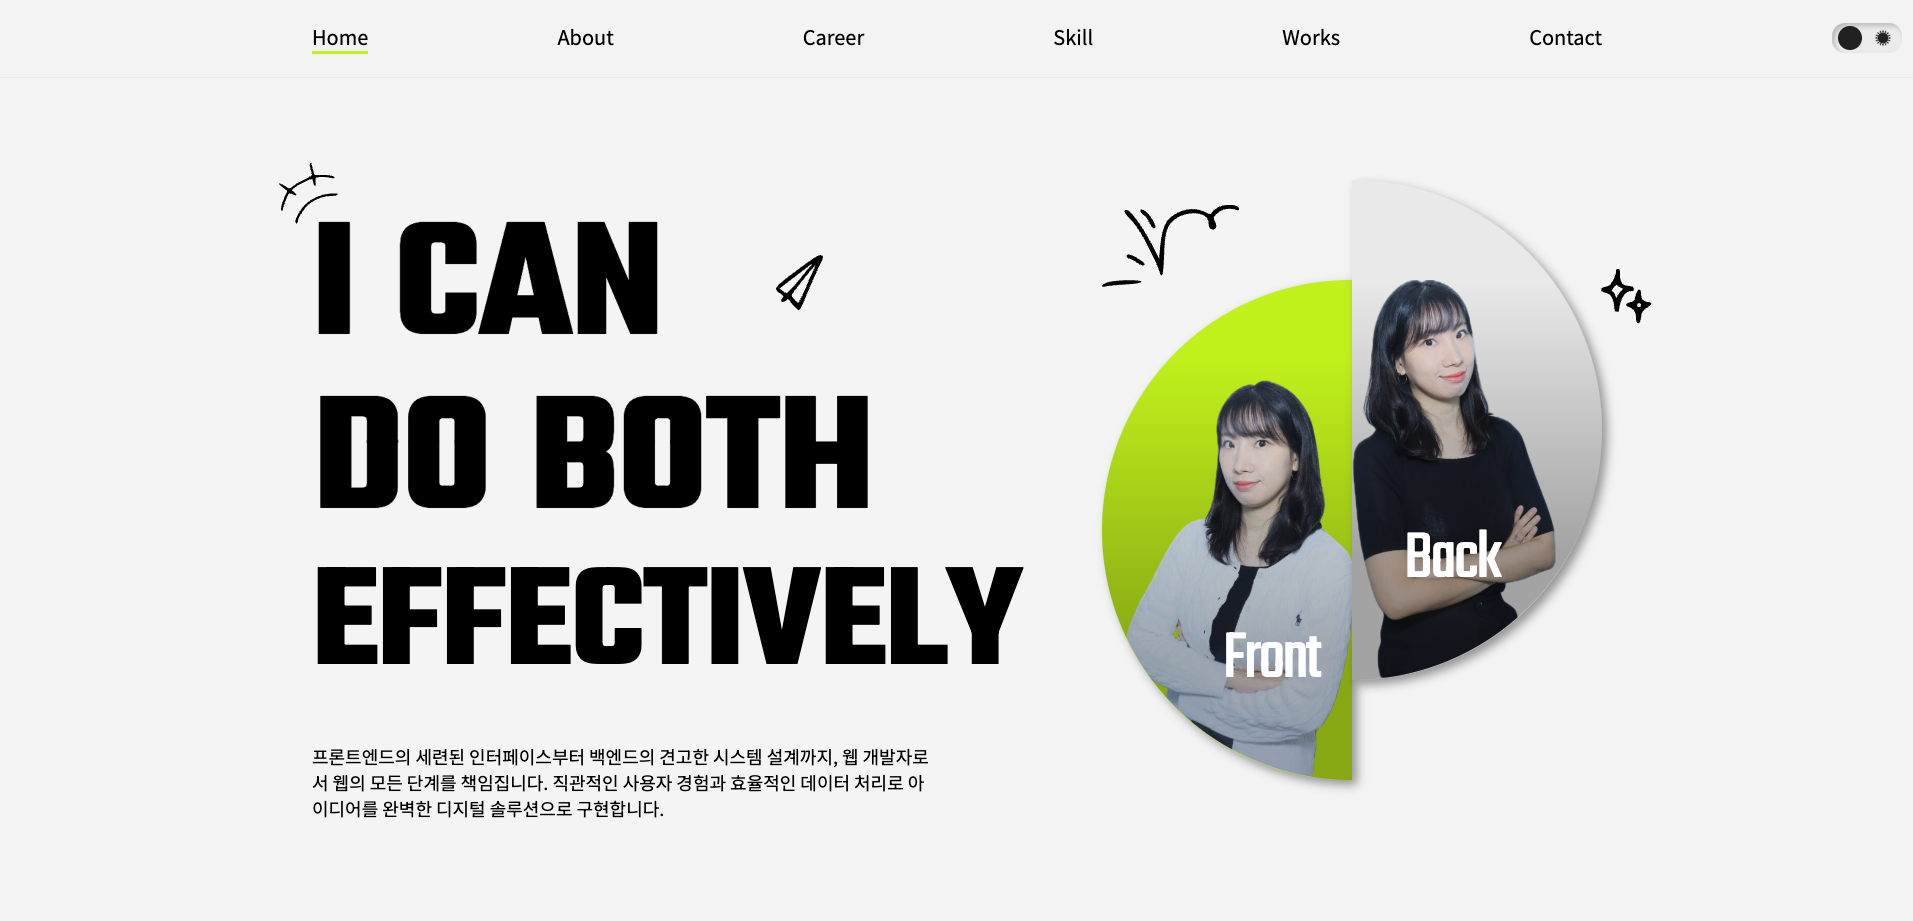 Home
About
Career
Skill
Works
Contact
I CAN
DO BOTH
EFFECTIVELY
프론트엔드의 세련된 인터페이스부터 백엔드의 견고한 시스템 설계까지, 웹 개발자로
서 웹의 모든 단계를 책임집니다. 직관적인 사용자 경험과 효율적인 데이터 처리로 아
이디어를 완벽한 디지털 솔루션으로 구현합니다.
Front
Back